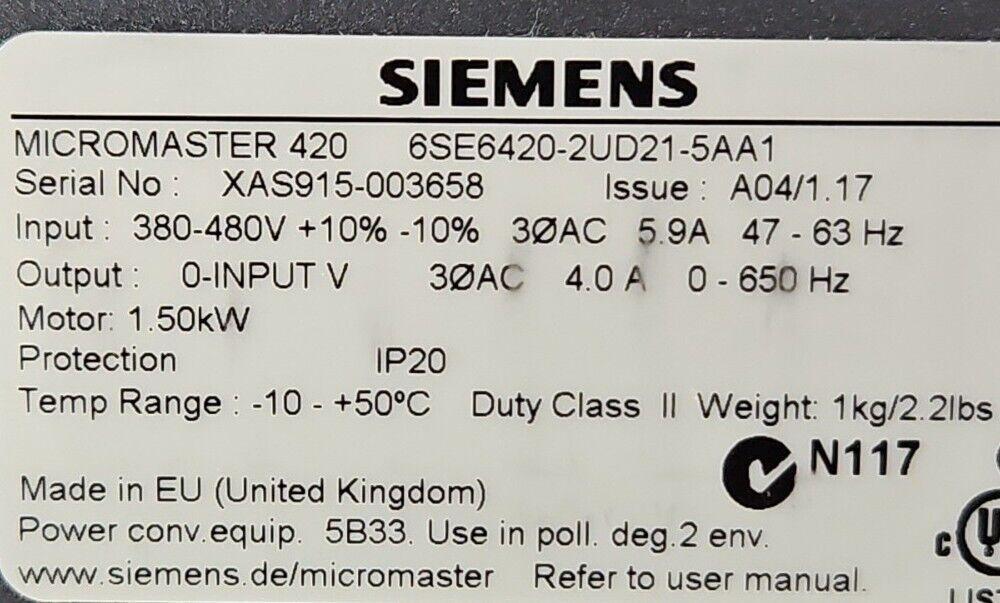 SIEMENS
MICROMASTER 420 6SE6420-2UD21-5AA1
Serial No : XAS915-003658 Issue : A04/1.17
Input : 380-480V +10% -10% 3ØAC 5.9A 47 - 63 Hz
Output : 0-INPUT V 3ØAC 4.0 A 0 - 650 Hz
Motor: 1.50kW
Protection IP20
Temp Range : -10 - +50ºC Duty Class II Weight: 1kg/2.2lbs
N117
Made in EU (United Kingdom)
Power conv.equip. 5B33. Use in poll. deg.2 env.
c
www.siemens.de/micromaster Refer to user manual.